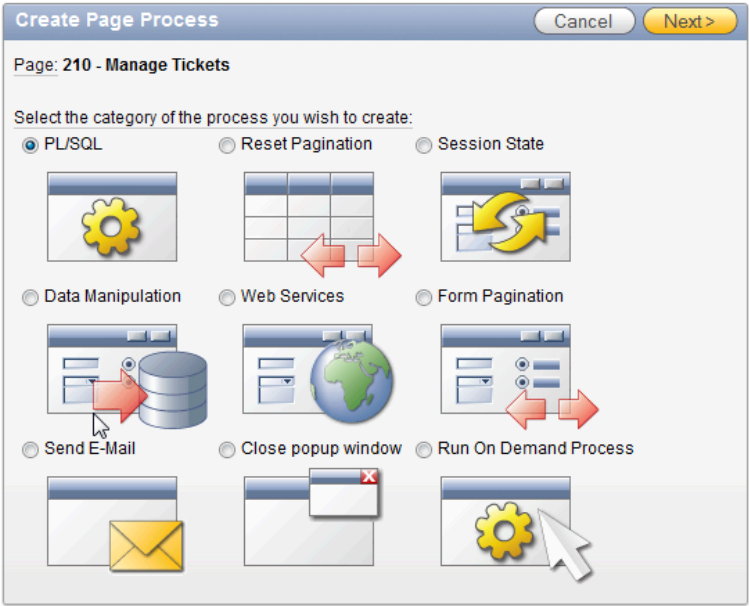 Create Page Process
Cancel
Next >
Page: 210 - Manage Tickets
Select the category of the process you wish to create:
PL/SQL
Reset Pagination
Session State
Data Manipulation
Web Services
Form Pagination
Send E-Mail
Close popup window
Run On Demand Process